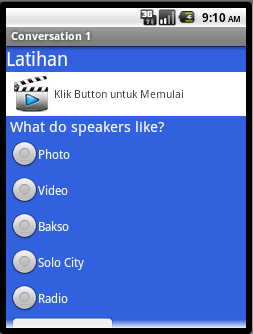 3G 9:10 AM
Conversation 1
Latihan
Klik Button untuk Memulai
What do speakers like?
Photo
Video
Bakso
Solo City
Radio